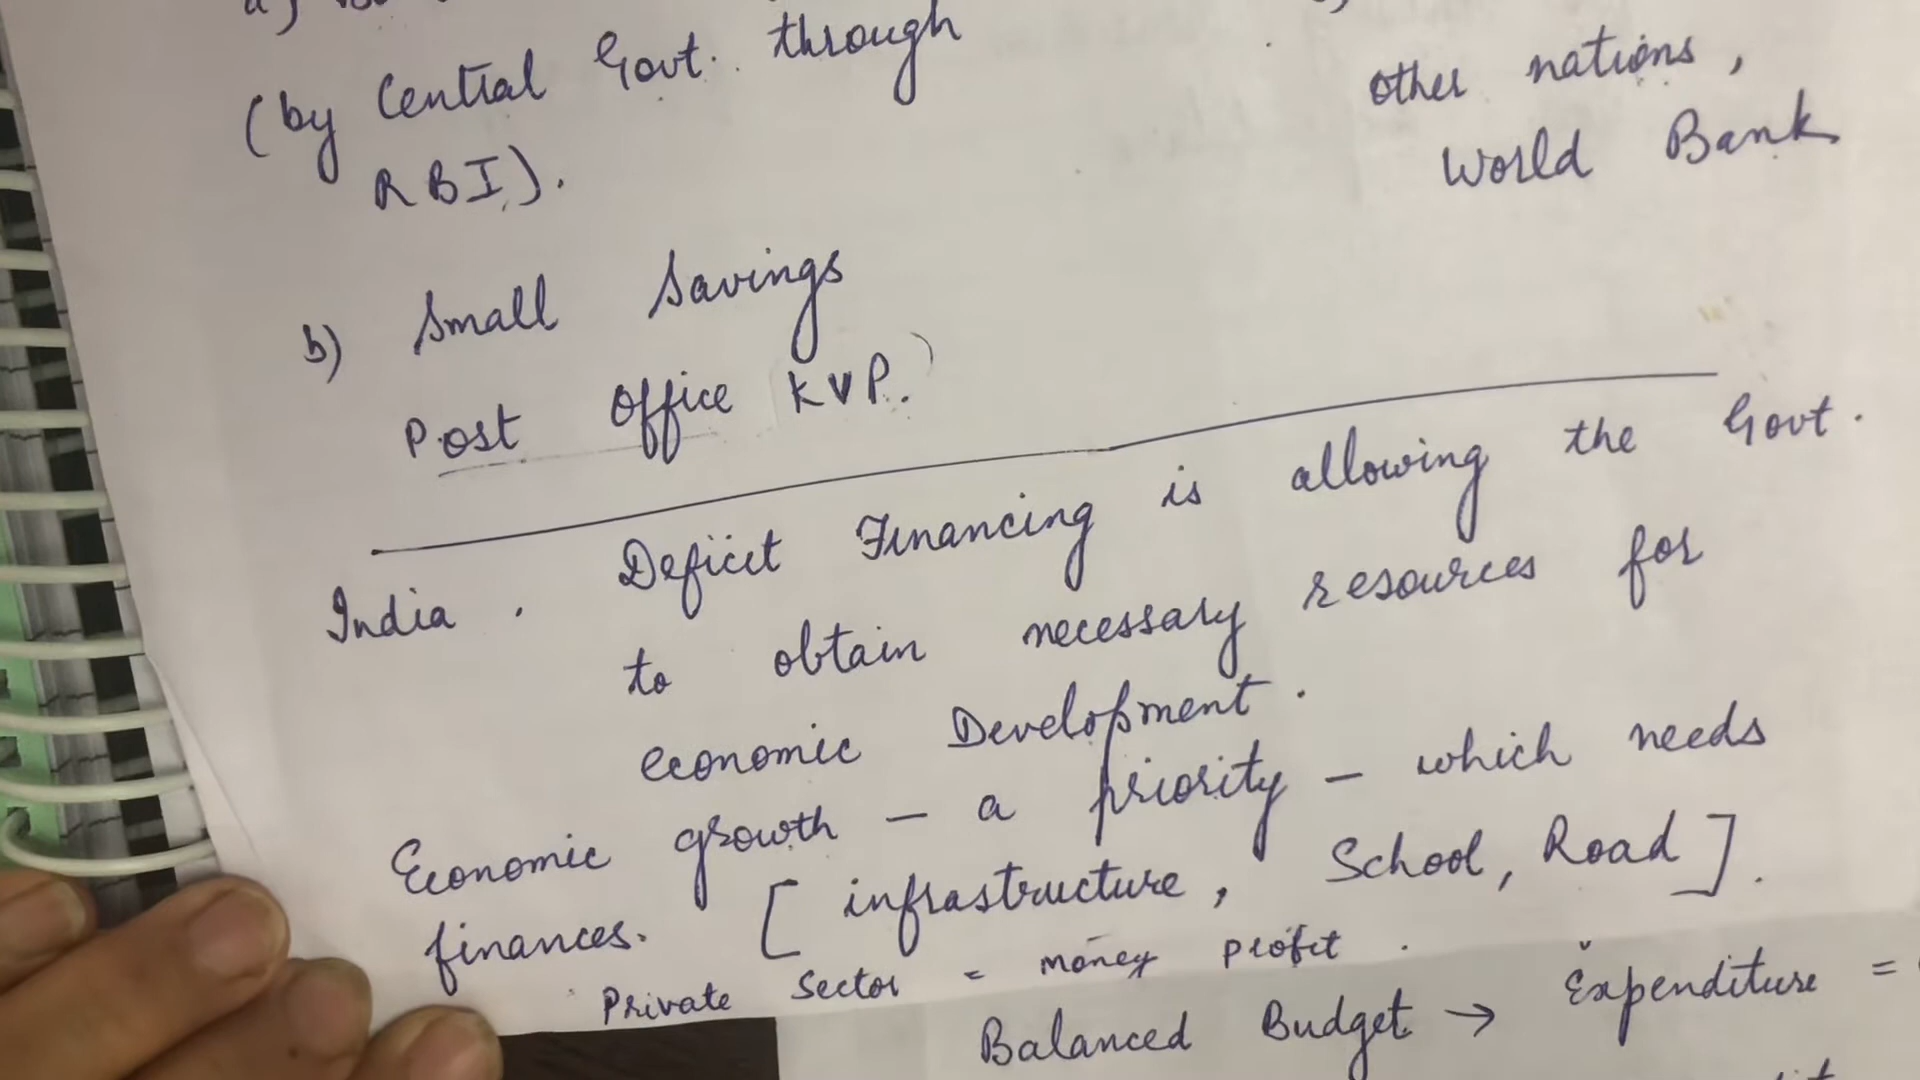 (by Central Govt. through
RBI).
other nations,
World Bank
b) Small Savings
Post Office KVP.)
India. Deficit Financing is allowing the Govt.
to obtain necessary resources for
economic Development.
Economic growth - a priority - which needs
finances. [infrastructure, School, Road].
Private Sector = money profit.
Balanced Budget → Expenditure =